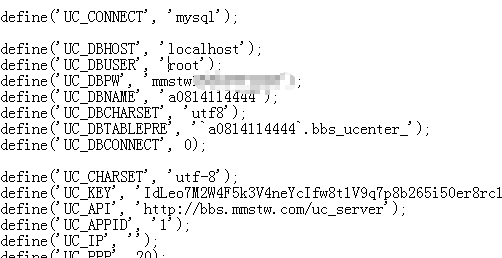 define('UC_CONNECT', 'mysql');
define('UC_DBHOST', 'localhost');
define('UC_DBUSER', 'root');
define('UC_DBPW', 'mmstw
define('UC_DBNAME', 'a0814114444');
define('UC_DBCHARSET', 'utf8');
define('UC_DBTABLEPRE', '`a0814114444`.bbs_ucenter_');
define('UC_DBCONNECT', 0);
define('UC_CHARSET', 'utf-8');
define('UC_KEY', 'IdLeo7M2W4F5k3V4neYcIfw8t1V9q7p8b265i50er8rc1
define('UC_API', 'http://bbs.mmstw.com/uc_server');
define('UC_APPID', '1');
define('UC_IP', '');
define('UC_PPP', 20);